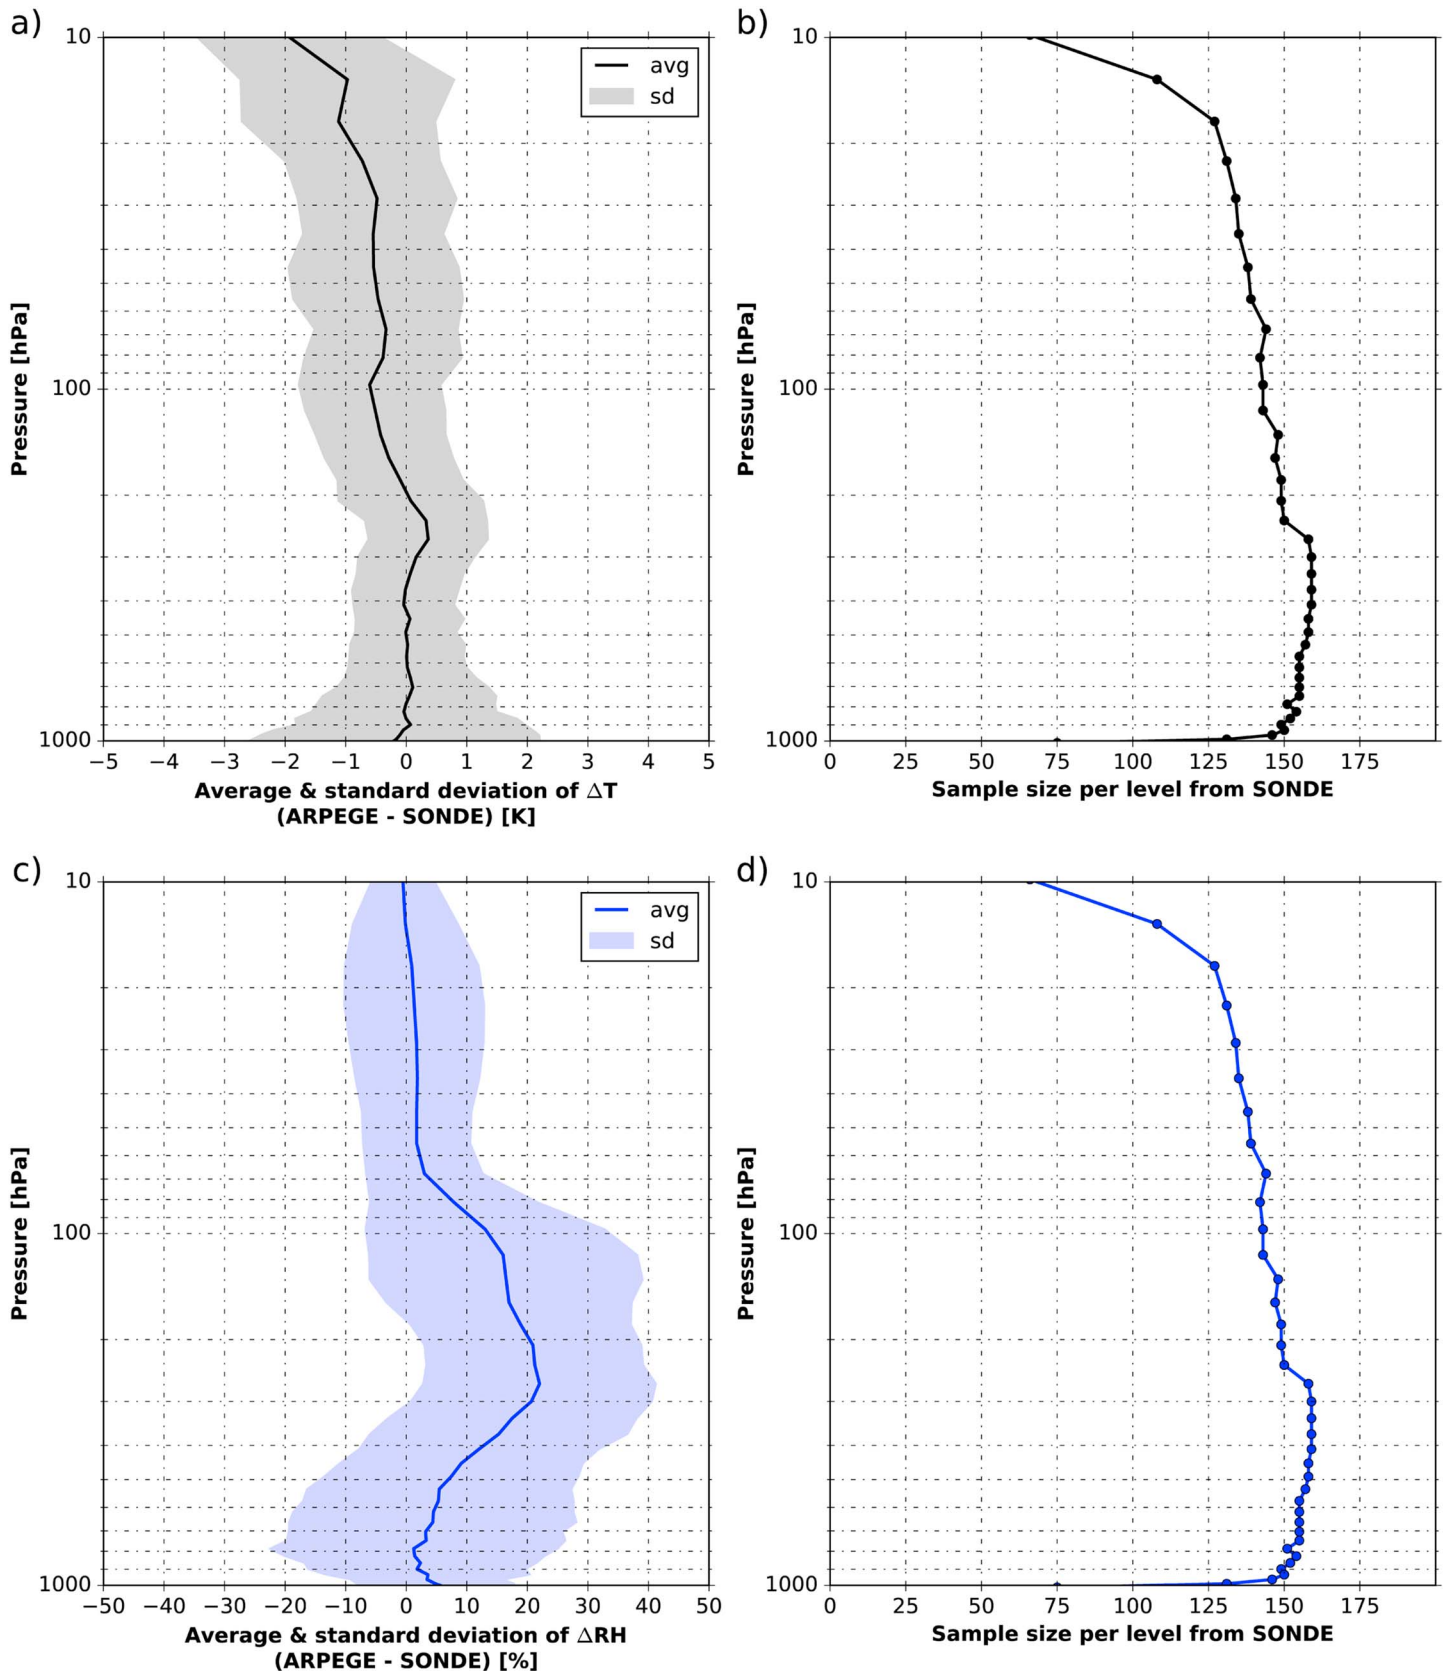 a)
10
100
1000
Pressure [hPa]
avg
sd
−5 −4 −3 −2 −1 0 1 2 3 4 5
Average & standard deviation of ΔT
(ARPEGE - SONDE) [K]
b)
10
100
1000
Pressure [hPa]
0 25 50 75 100 125 150 175
Sample size per level from SONDE
c)
10
100
1000
Pressure [hPa]
avg
sd
−50 −40 −30 −20 −10 0 10 20 30 40 50
Average & standard deviation of ΔRH
(ARPEGE - SONDE) [%]
d)
10
100
1000
Pressure [hPa]
0 25 50 75 100 125 150 175
Sample size per level from SONDE